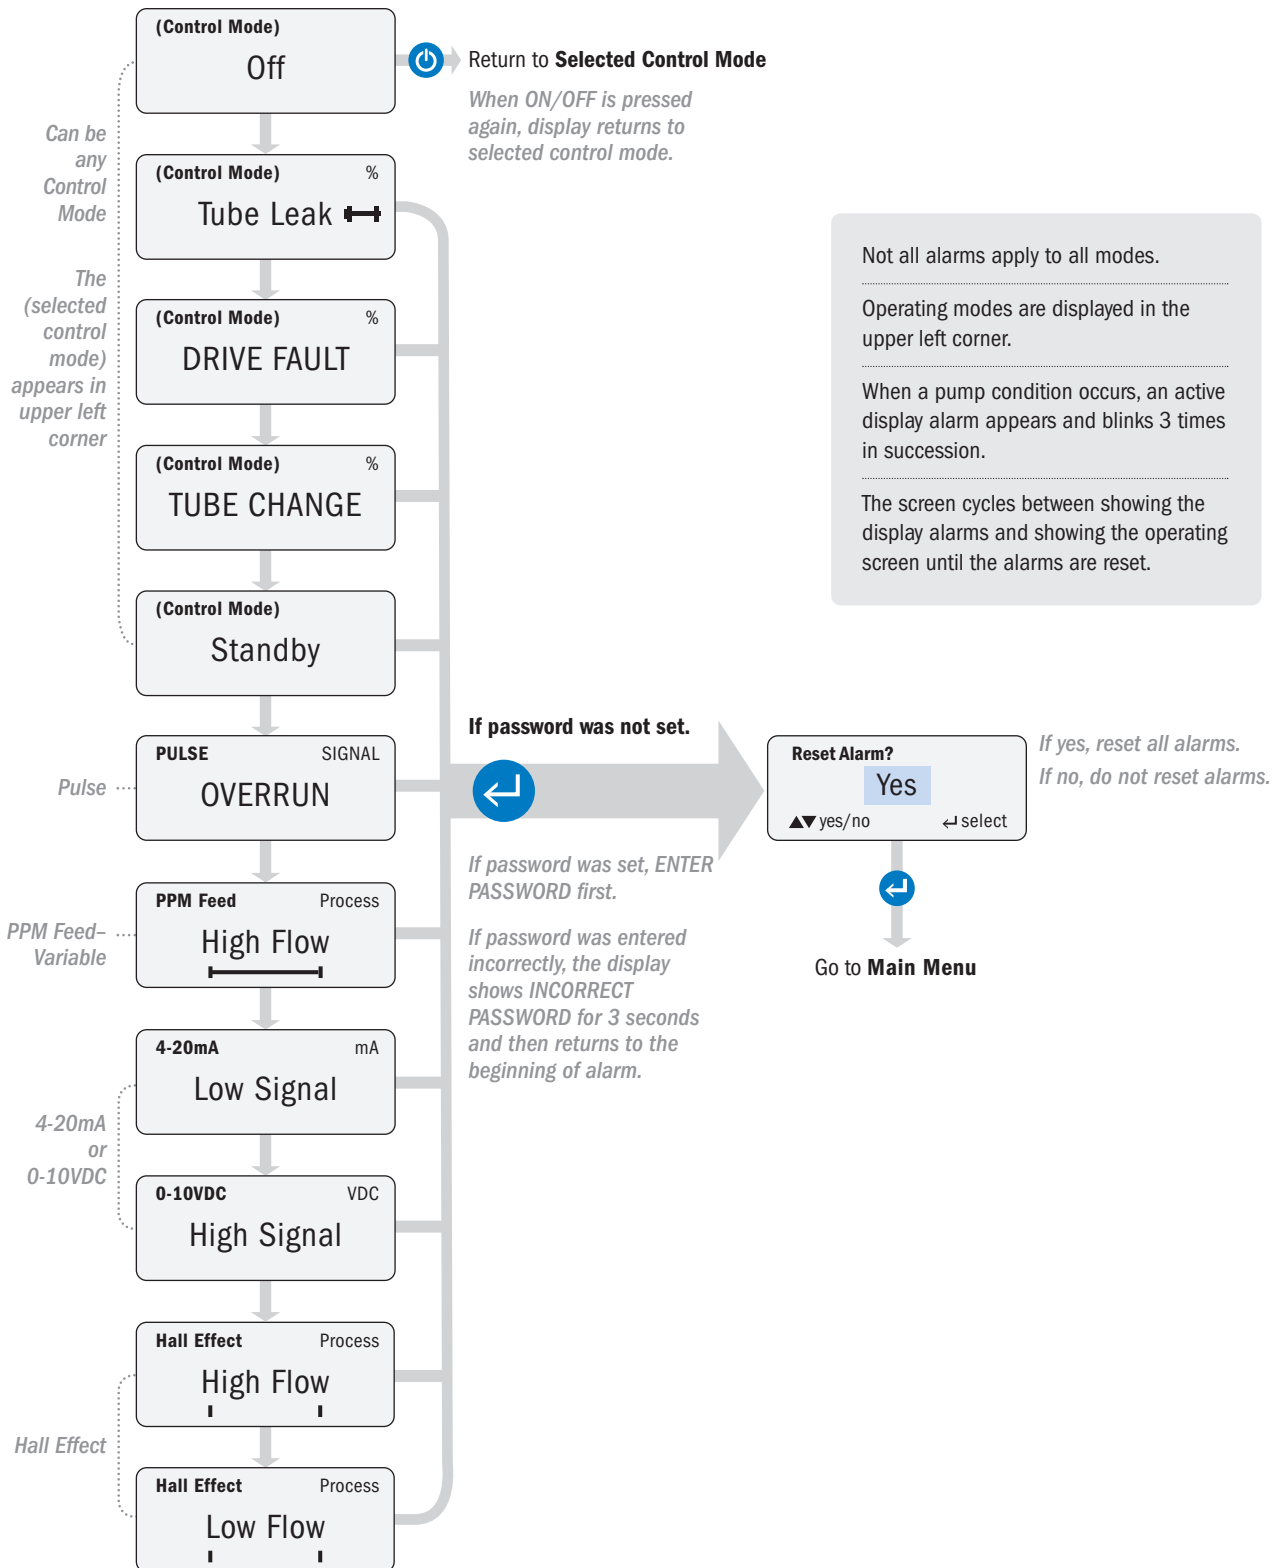 (Control Mode)
Off
Return to Selected Control Mode
When ON/OFF is pressed
again, display returns to
selected control mode.
Can be
any
Control
Mode
The
(selected
control
mode)
appears in
upper left
corner
(Control Mode) %
Tube Leak
(Control Mode) %
DRIVE FAULT
(Control Mode) %
TUBE CHANGE
(Control Mode)
Standby
Not all alarms apply to all modes.
Operating modes are displayed in the
upper left corner.
When a pump condition occurs, an active
display alarm appears and blinks 3 times
in succession.
The screen cycles between showing the
display alarms and showing the operating
screen until the alarms are reset.
Pulse
PULSE SIGNAL
OVERRUN
PPM Feed–
Variable
PPM Feed Process
High Flow
4-20mA
or
0-10VDC
4-20mA mA
Low Signal
0-10VDC VDC
High Signal
Hall Effect
Hall Effect Process
High Flow
Hall Effect Process
Low Flow
If password was not set.
If password was set, ENTER
PASSWORD first.
If password was entered
incorrectly, the display
shows INCORRECT
PASSWORD for 3 seconds
and then returns to the
beginning of alarm.
Reset Alarm?
Yes
▲▼ yes/no ↵ select
If yes, reset all alarms.
If no, do not reset alarms.
Go to Main Menu